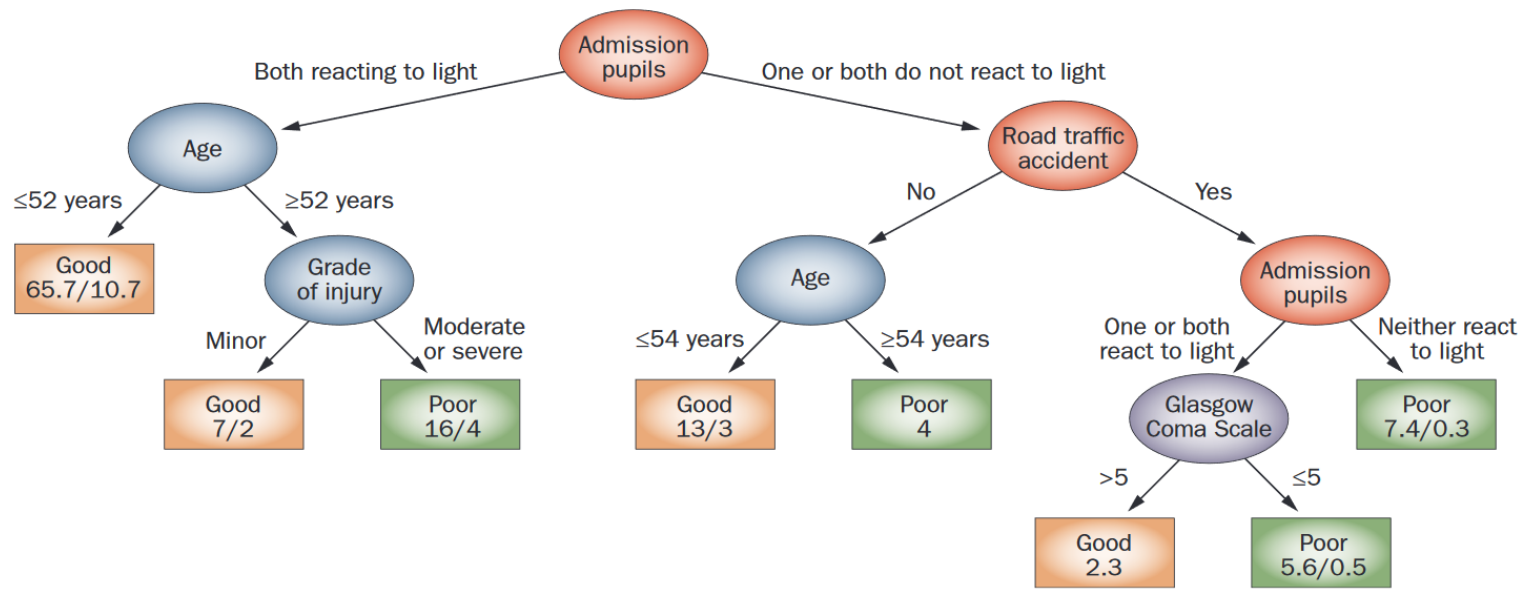 Admission
pupils
Both reacting to light
One or both do not react to light
Age
Road traffic
accident
≤52 years
≥52 years
No
Yes
Good
65.7/10.7
Grade
of injury
Age
Admission
pupils
Minor
Moderate
or severe
≤54 years
≥54 years
One or both
react to light
Neither react
to light
Good
7/2
Poor
16/4
Good
13/3
Poor
4
Glasgow
Coma Scale
Poor
7.4/0.3
>5
≤5
Good
2.3
Poor
5.6/0.5